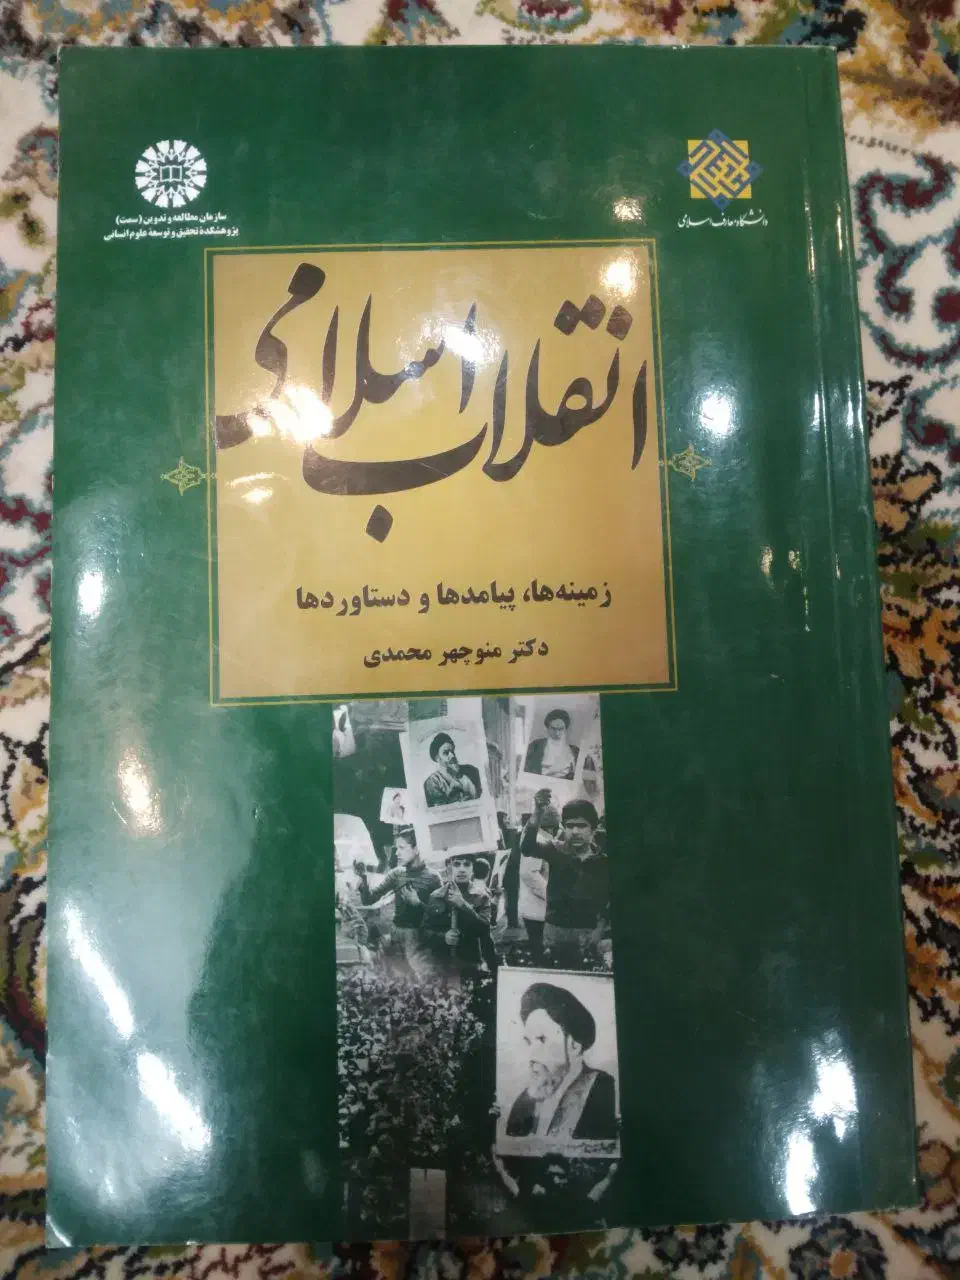 دانشگاه معارف اسلامی
سازمان مطالعه و تدوین (سمت)
پژوهشکدهٔ تحقیق و توسعهٔ علوم انسانی
انقلاب اسلامی
زمینه‌ها، پیامدها و دستاوردها
دکتر منوچهر محمدی